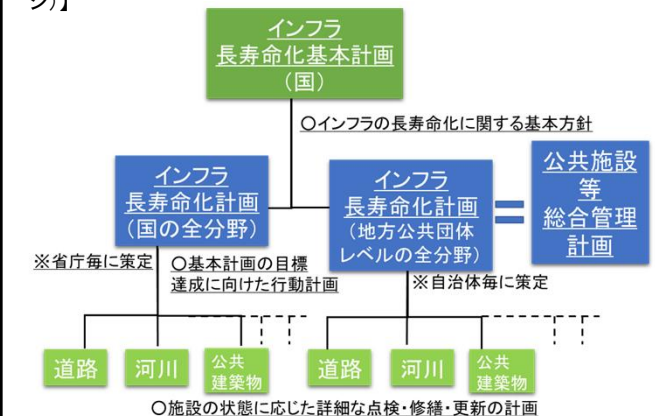 ジ)】
インフラ
長寿命化基本計画
(国)
○インフラの長寿命化に関する基本方針
インフラ
長寿命化計画
(国の全分野)
インフラ
長寿命化計画
(地方公共団体
レベルの全分野)
=
公共施設
等
総合管理
計画
※省庁毎に策定
○基本計画の目標
達成に向けた行動計画
※自治体毎に策定
道路
河川
公共
建築物
道路
河川
公共
建築物
○施設の状態に応じた詳細な点検・修繕・更新の計画